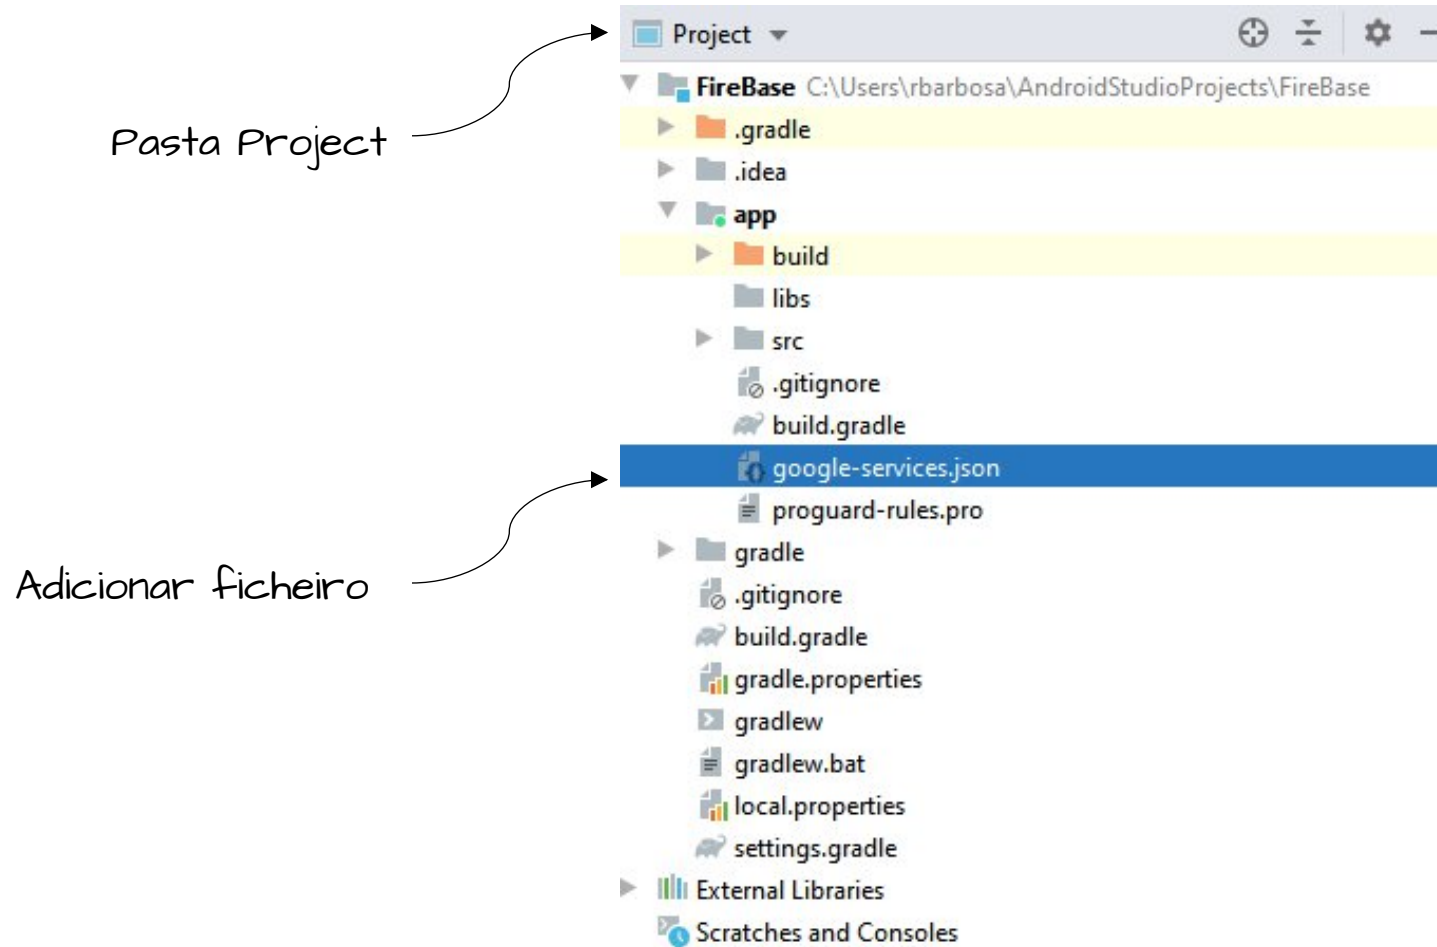 Project
FireBase C:\Users\rbarbosa\AndroidStudioProjects\FireBase
.gradle
Pasta Project
.idea
app
build
libs
src
.gitignore
build.gradle
google-services.json
proguard-rules.pro
gradle
Adicionar ficheiro
.gitignore
build.gradle
gradle.properties
gradlew
gradlew.bat
local.properties
settings.gradle
External Libraries
Scratches and Consoles